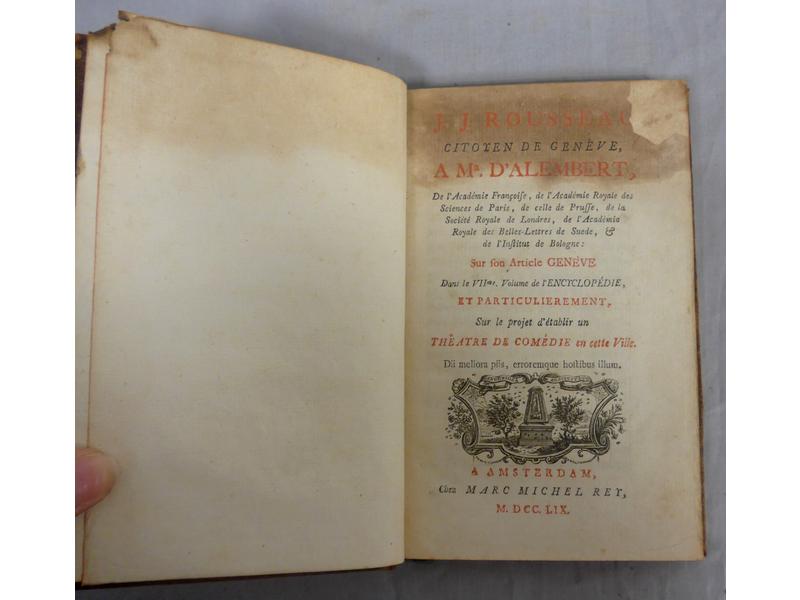 J. J ROUSSEAU
CITOYEN DE GENÈVE,
A Mr. D'ALEMBERT,
De l'Académie Françoise, de l'Académie Royale des
Sciences de Paris, de celle de Prusse, de la
Société Royale de Londres, de l'Académie
Royale des Belles-Lettres de Suede, &
de l'Institut de Bologne:
Sur son Article GENÈVE
Dans le VIIme. Volume de l'ENCYCLOPÉDIE,
ET PARTICULIEREMENT,
Sur le projet d'établir un
THÉATRE DE COMÉDIE en cette Ville.
Dii meliora piis, erroremque hostibus illum.
A AMSTERDAM,
Chez MARC MICHEL REY,
M. DCC. LIX.